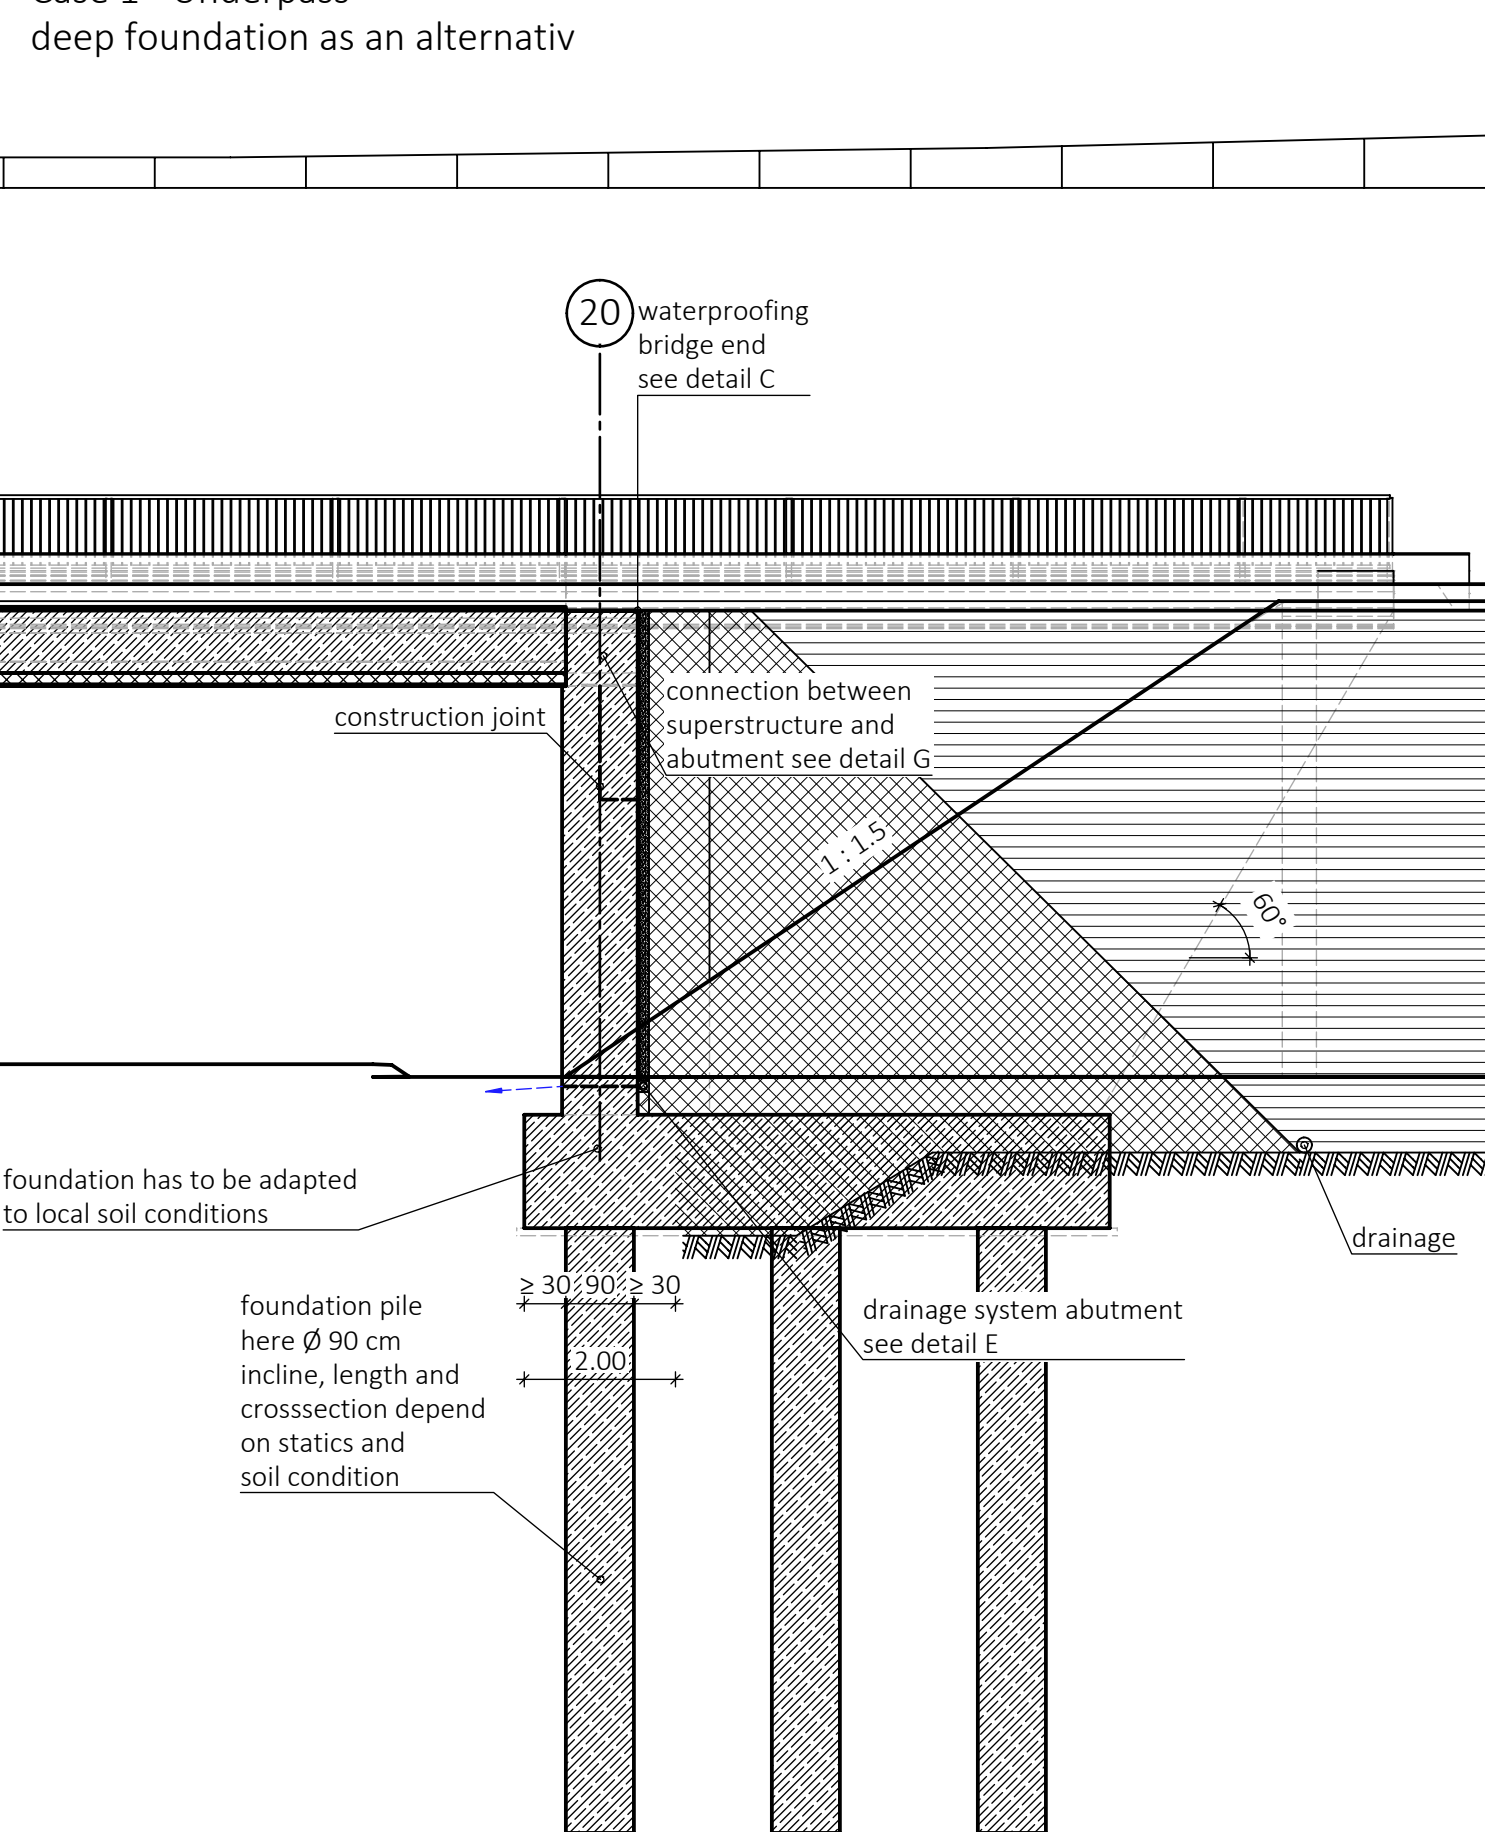 Case 1 - Underpass
deep foundation as an alternativ
20
waterproofing
bridge end
see detail C
construction joint
connection between
superstructure and
abutment see detail G
1 : 1.5
60°
foundation has to be adapted
to local soil conditions
drainage
≥ 30 90 ≥ 30
2.00
foundation pile
here Ø 90 cm
incline, length and
crosssection depend
on statics and
soil condition
drainage system abutment
see detail E